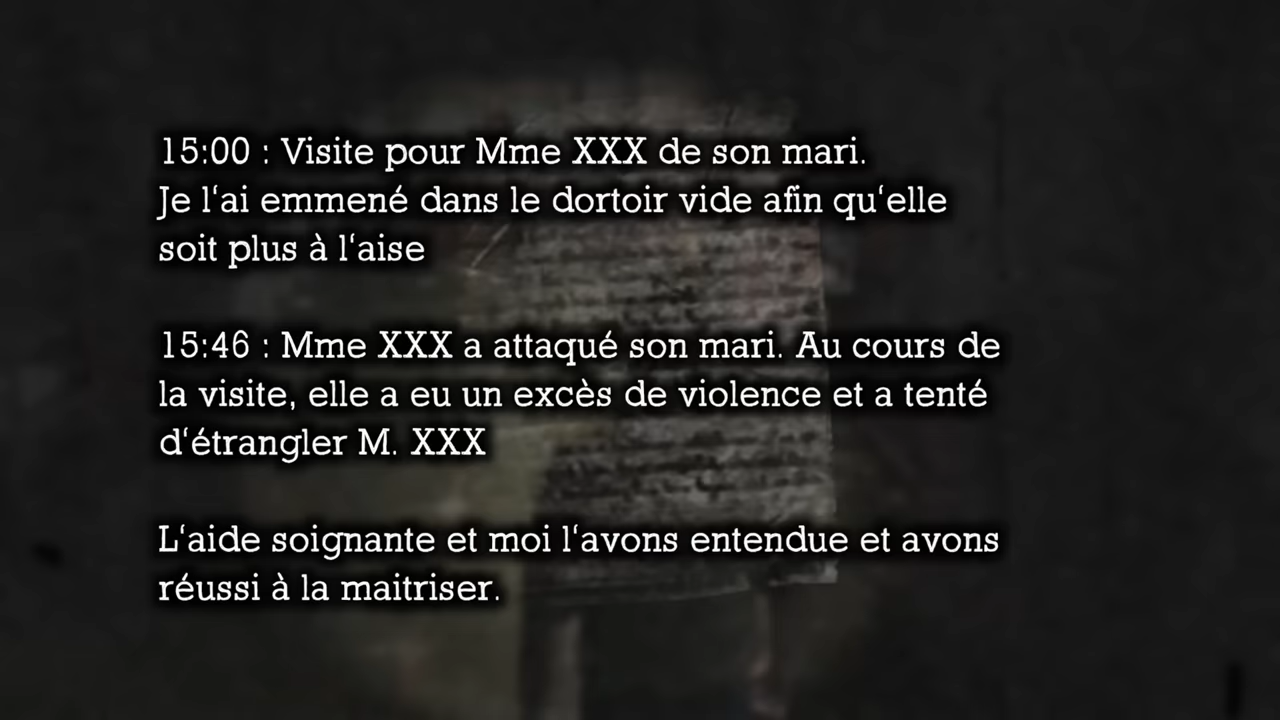 15:00 : Visite pour Mme XXX de son mari.
Je l‘ai emmené dans le dortoir vide afin qu‘elle
soit plus à l‘aise
15:46 : Mme XXX a attaqué son mari. Au cours de
la visite, elle a eu un excès de violence et a tenté
d‘étrangler M. XXX
L‘aide soignante et moi l‘avons entendue et avons
réussi à la maitriser.